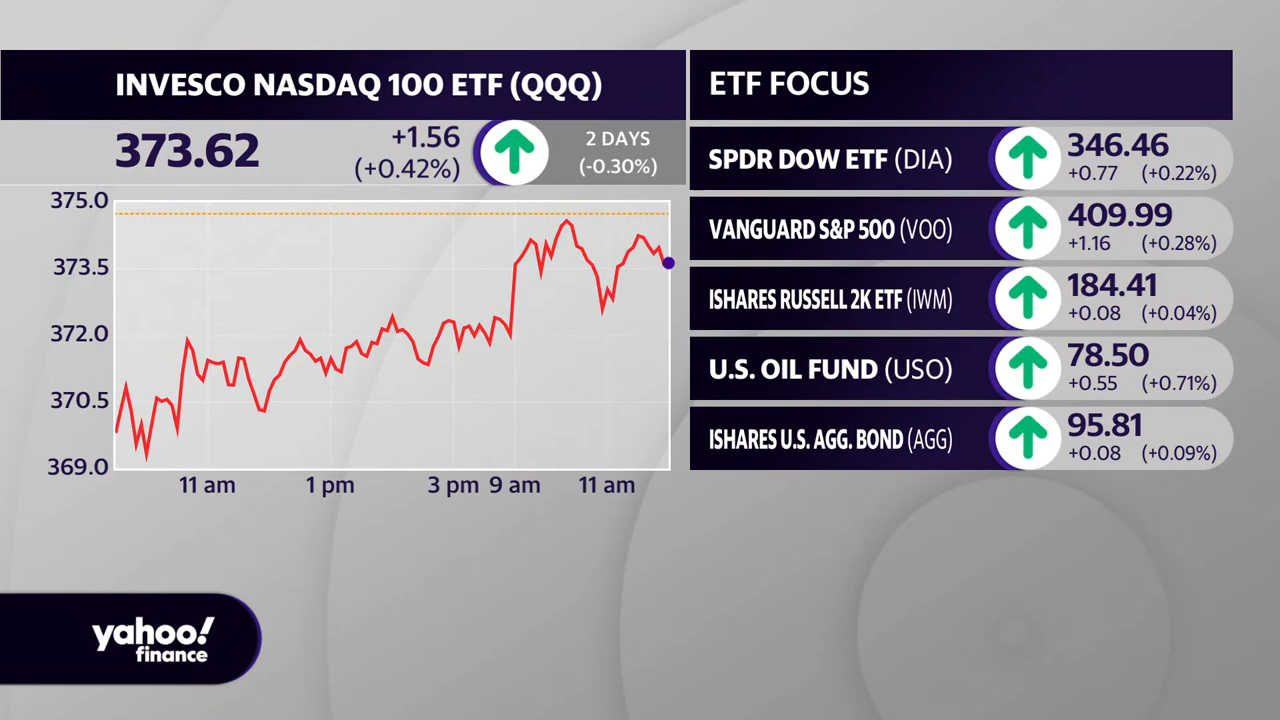 INVESCO NASDAQ 100 ETF (QQQ)
373.62
+1.56
(+0.42%)
2 DAYS
(-0.30%)
375.0
373.5
372.0
370.5
369.0
11 am
1 pm
3 pm
9 am
11 am
ETF FOCUS
SPDR DOW ETF (DIA)
346.46
+0.77 (+0.22%)
VANGUARD S&P 500 (VOO)
409.99
+1.16 (+0.28%)
ISHARES RUSSELL 2K ETF (IWM)
184.41
+0.08 (+0.04%)
U.S. OIL FUND (USO)
78.50
+0.55 (+0.71%)
ISHARES U.S. AGG. BOND (AGG)
95.81
+0.08 (+0.09%)
yahoo!
finance